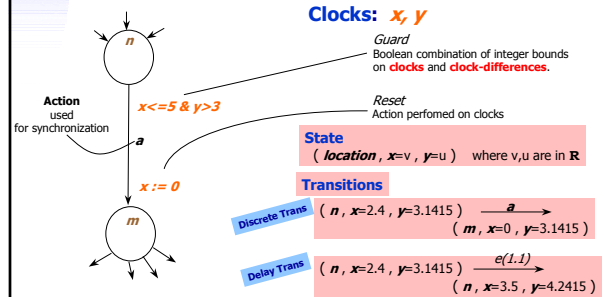 Clocks: x, y
n
Guard
Boolean combination of integer bounds
on clocks and clock-differences.
Action
used
for synchronization
x<=5 & y>3
a
Reset
Action perfomed on clocks
x := 0
State
( location , x=v , y=u ) where v,u are in R
Transitions
m
Discrete Trans
( n , x=2.4 , y=3.1415 ) a
( m , x=0 , y=3.1415 )
Delay Trans
( n , x=2.4 , y=3.1415 ) e(1.1)
( n , x=3.5 , y=4.2415 )